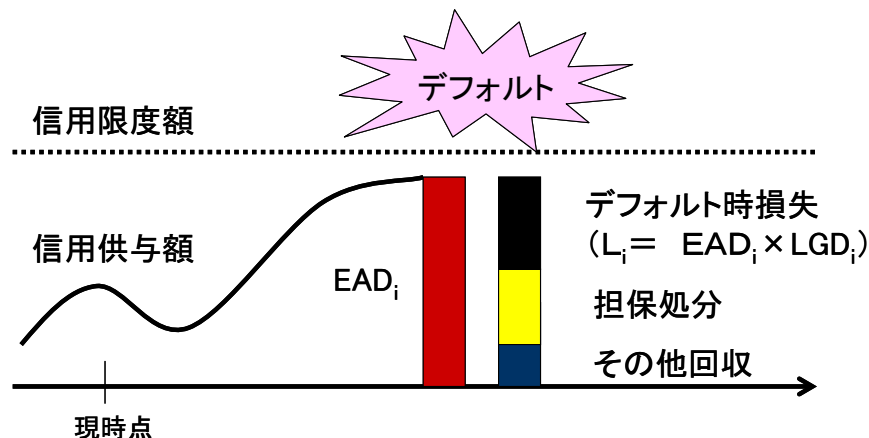 デフォルト
信用限度額
デフォルト時損失
(Li= EADi×LGDi)
信用供与額
EADi
担保処分
その他回収
現時点